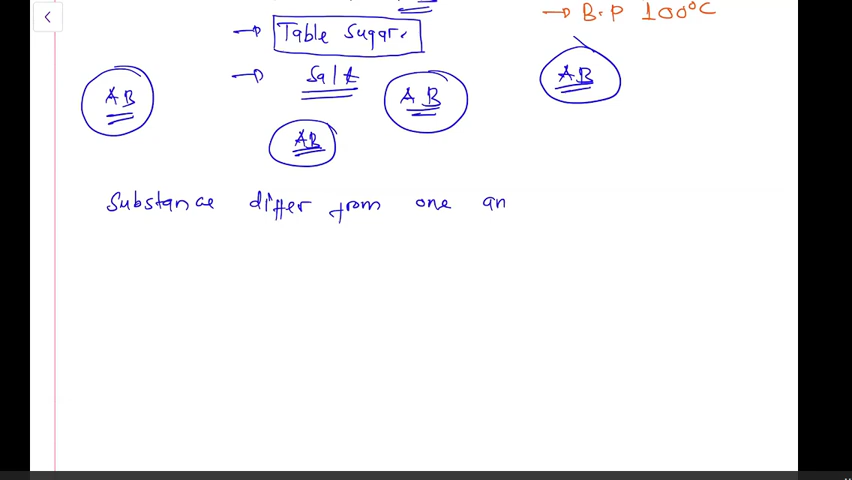 → B.P 100°C
→ Table Sugar.
→ Salt
AB
AB
AB
AB
Substance differ from one an